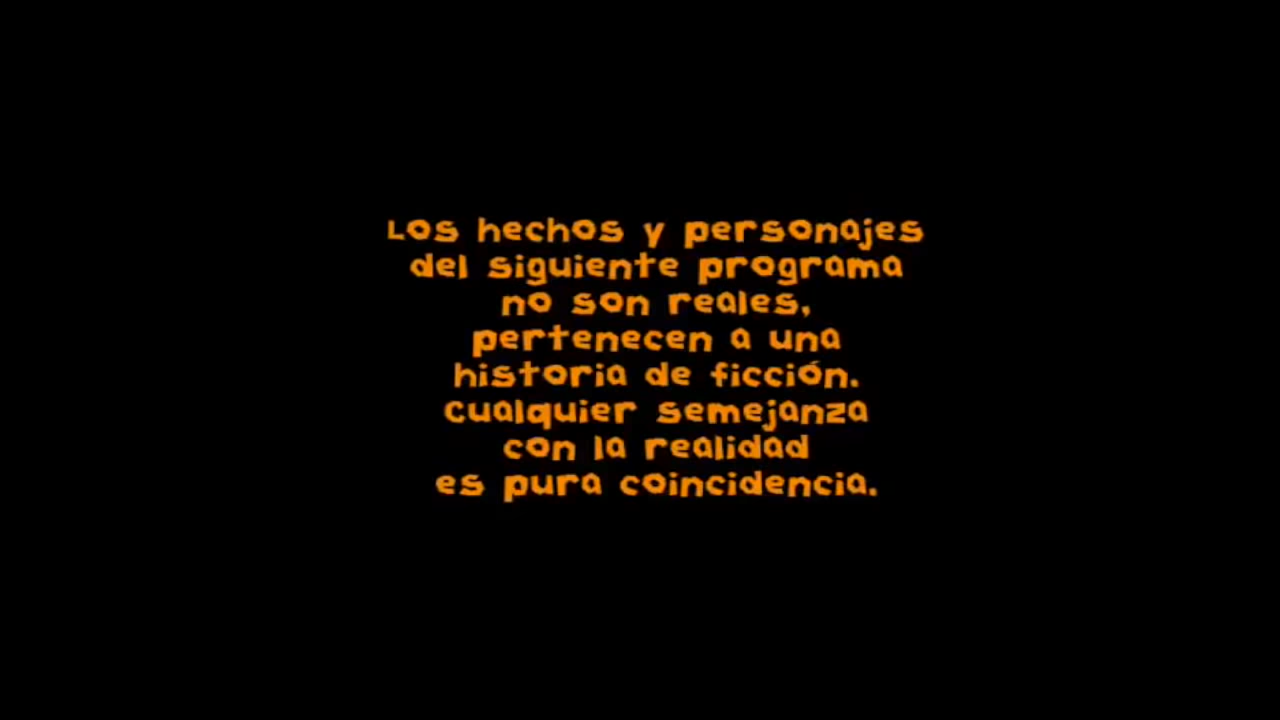 Los hechos y personajes
del siguiente programa
no son reales,
pertenecen a una
historia de ficción.
cualquier semejanza
con la realidad
es pura coincidencia.